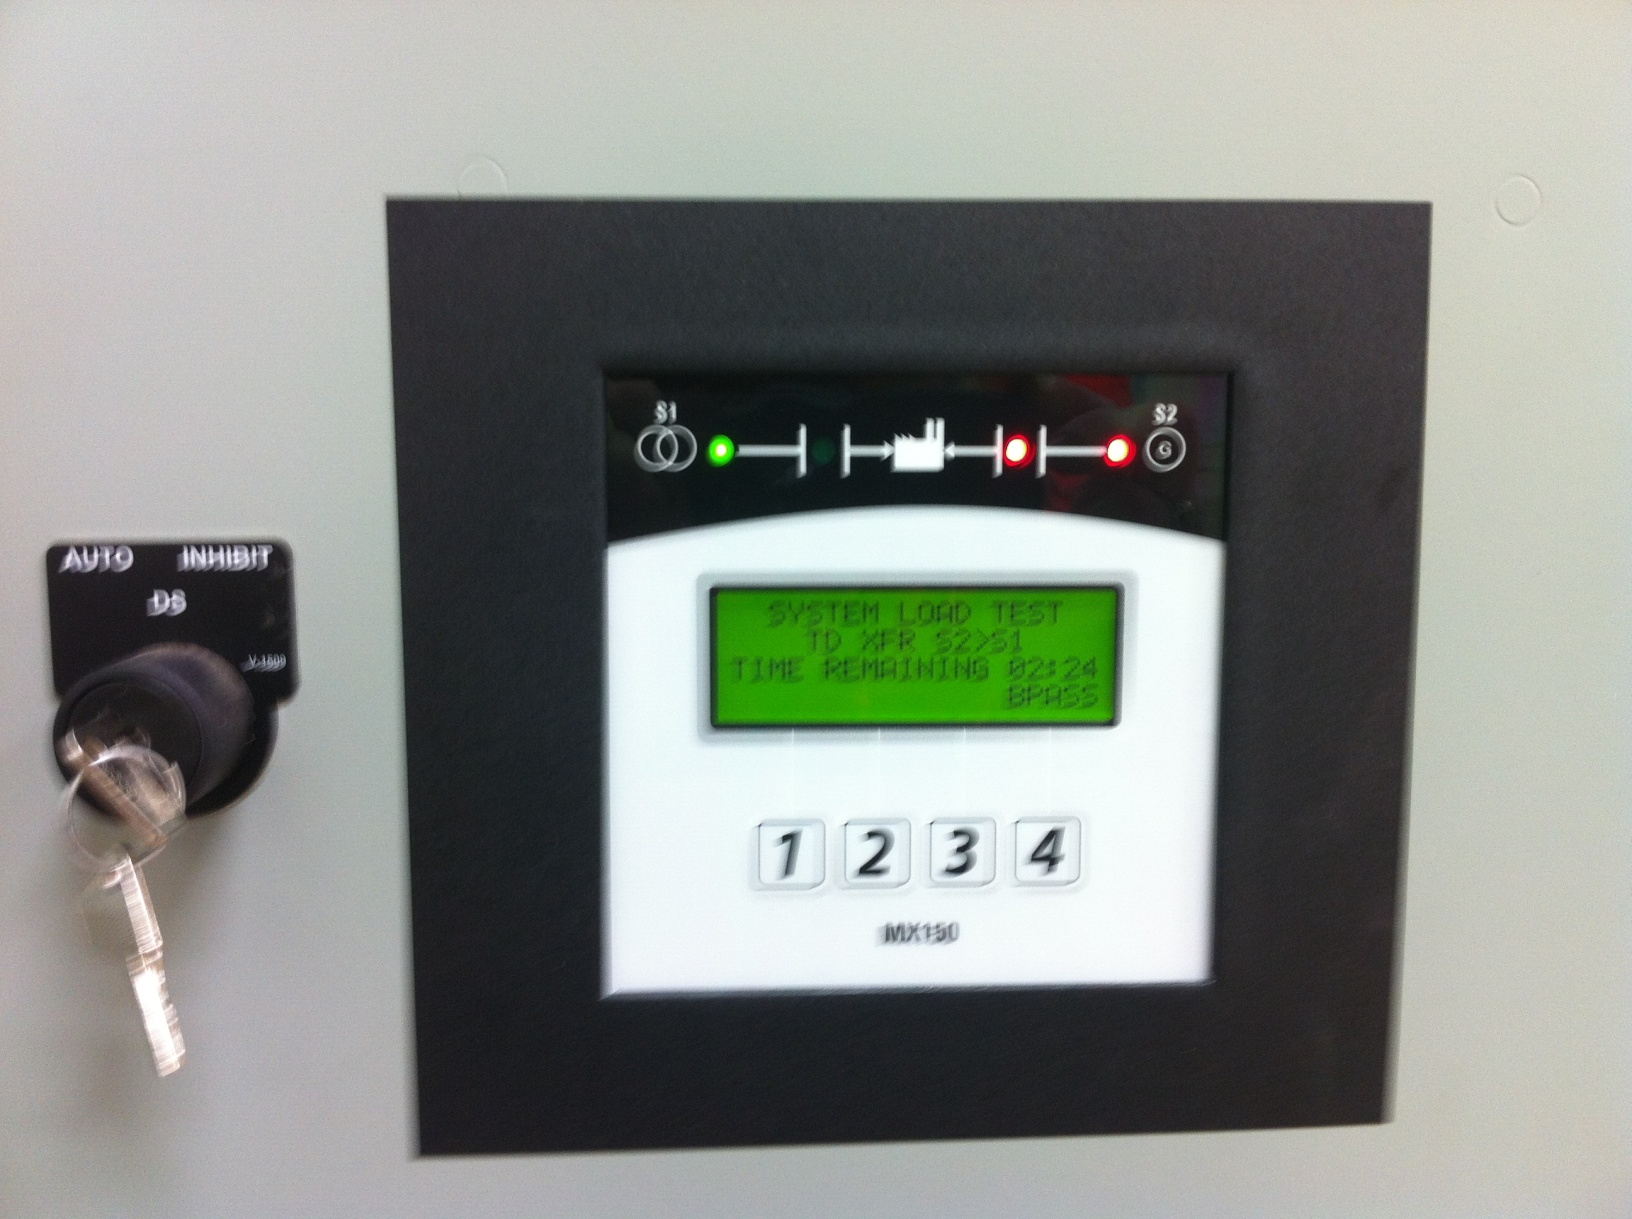 S1
S2
G
AUTO INHIBIT
DS
V-1500
SYSTEM LOAD TEST
TD XFR S2>S1
TIME REMAINING 02:24
BPASS
1 2 3 4
MX150